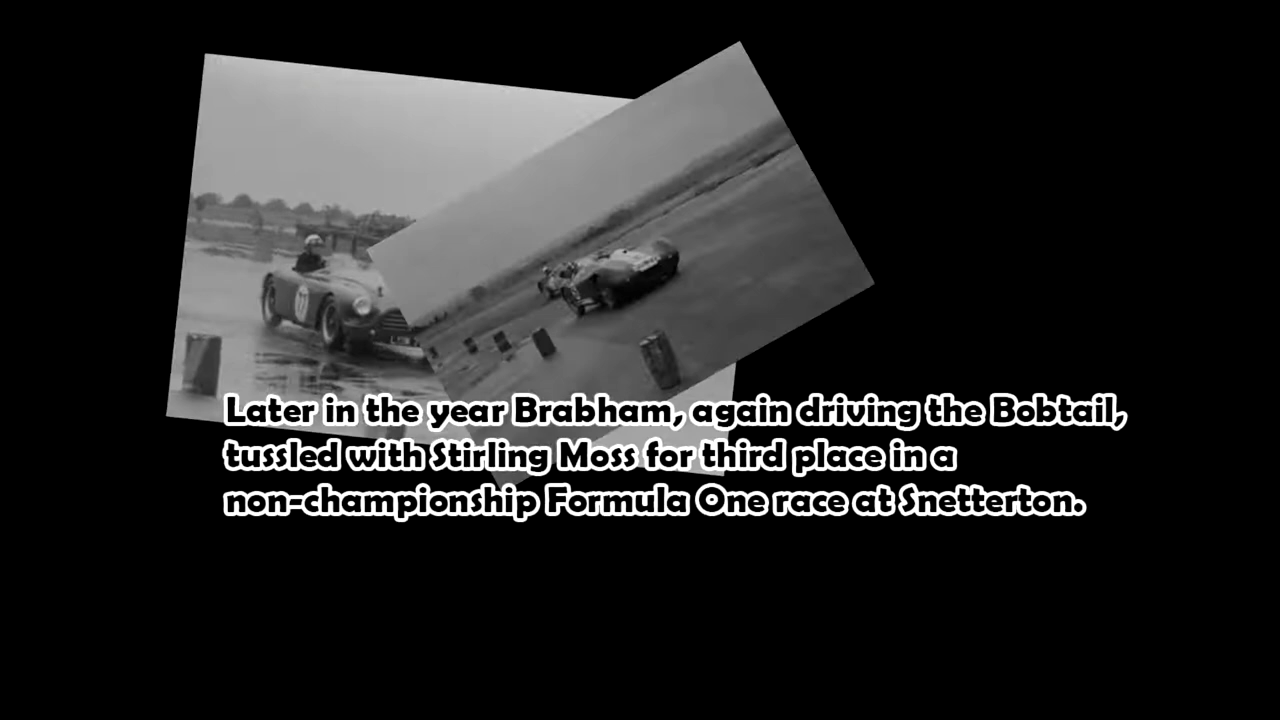 Later in the year Brabham, again driving the Bobtail,
tussled with Stirling Moss for third place in a
non-championship Formula One race at Snetterton.